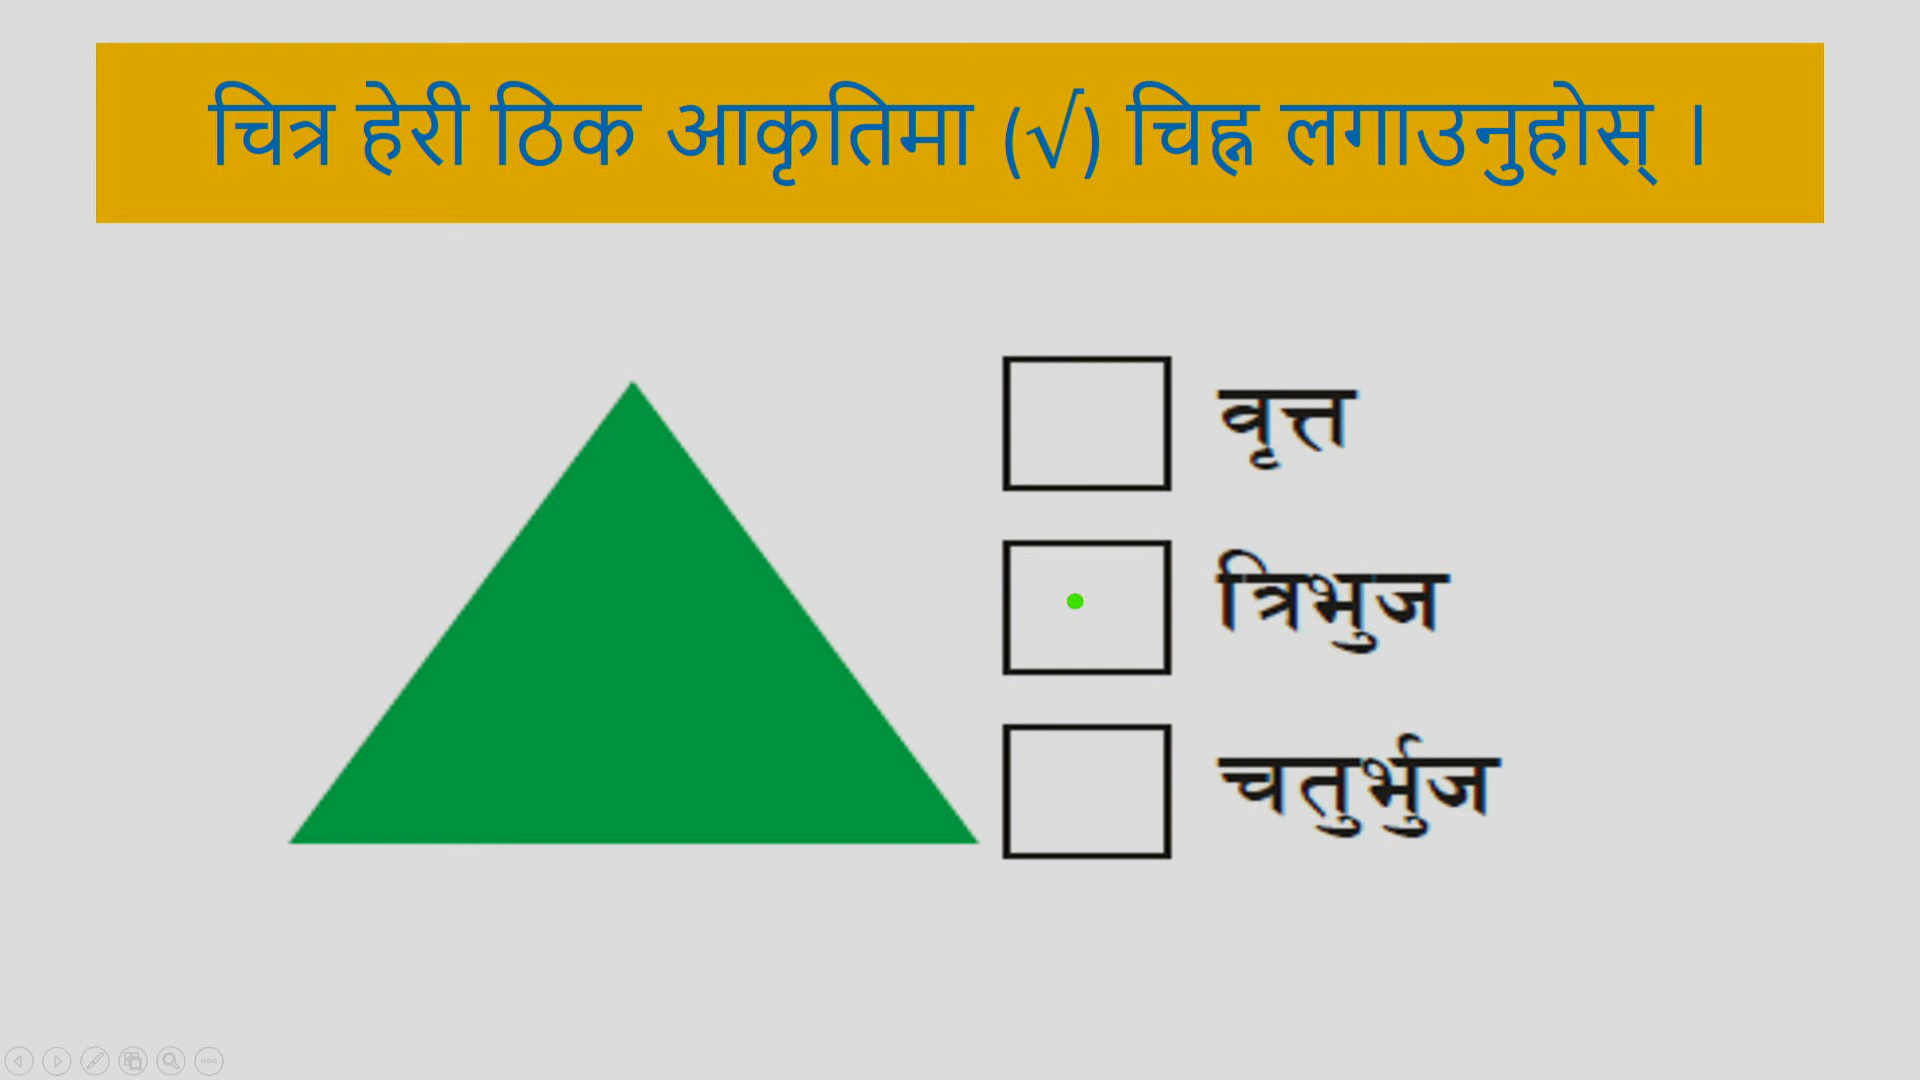 चित्र हेरी ठिक आकृतिमा (√) चिह्न लगाउनुहोस् ।
वृत्त
त्रिभुज
चतुर्भुज